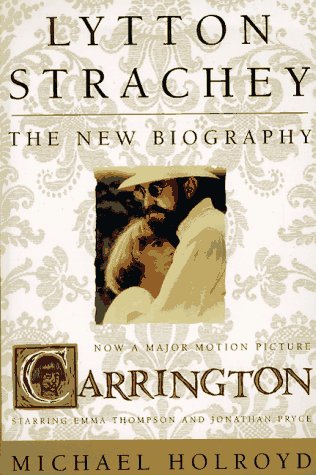 LYTTON
STRACHEY
THE NEW BIOGRAPHY
NOW A MAJOR MOTION PICTURE
CARRINGTON
STARRING EMMA THOMPSON AND JONATHAN PRYCE
MICHAEL HOLROYD